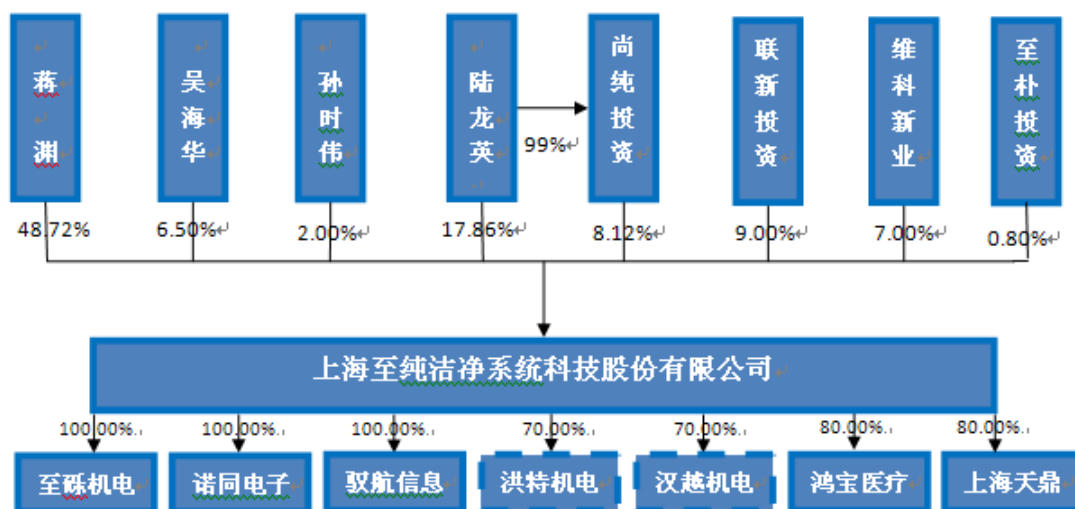 蒋渊
吴海华
孙时伟
陆龙英
尚纯投资
联新投资
维科新业
至朴投资
99%
48.72%
6.50%
2.00%
17.86%
8.12%
9.00%
7.00%
0.80%
上海至纯洁净系统科技股份有限公司
100.00%
100.00%
100.00%
70.00%
70.00%
80.00%
80.00%
至砾机电
诺同电子
驭航信息
洪特机电
汉越机电
鸿宝医疗
上海天鼎